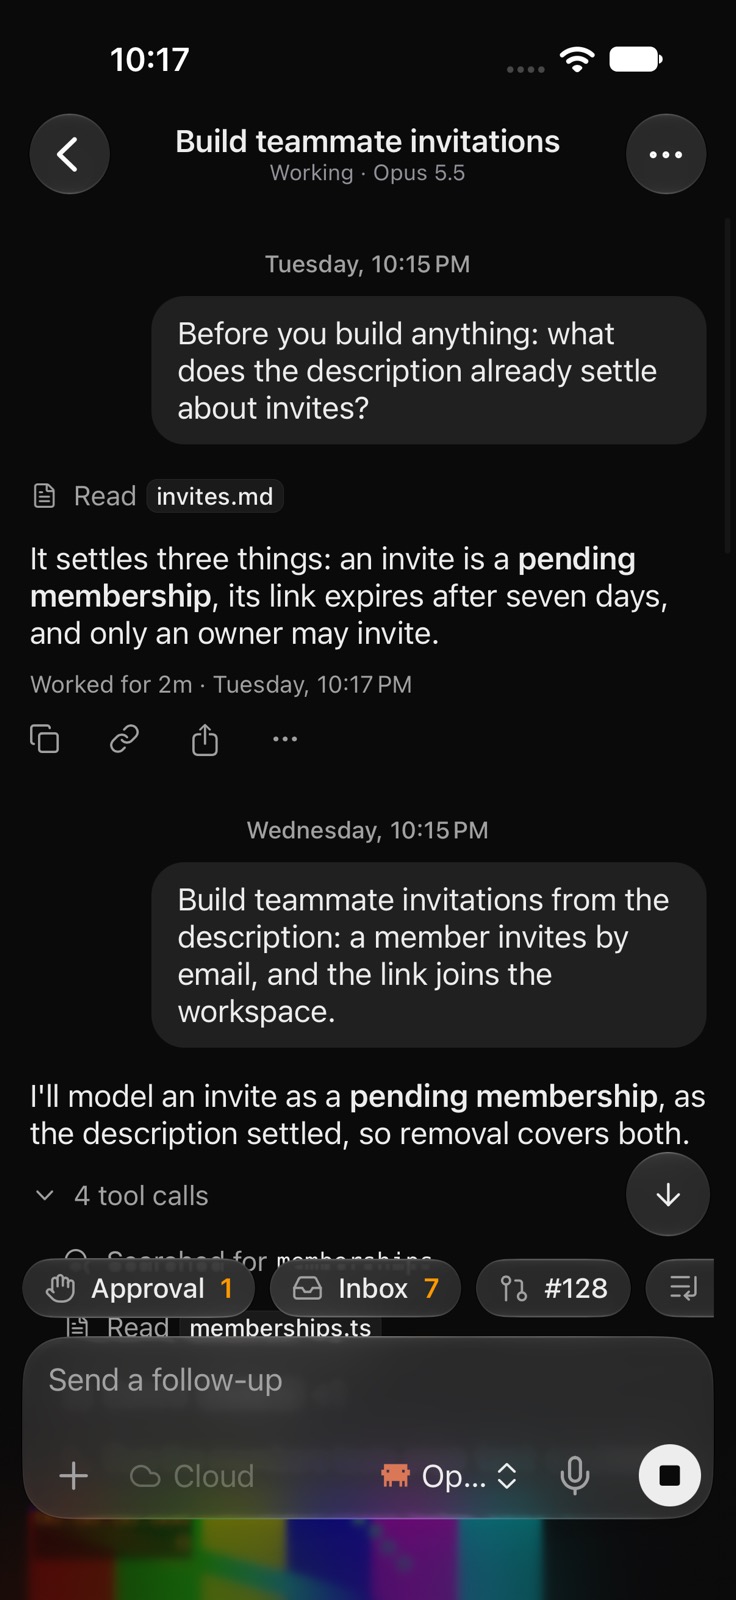 10:17
Build teammate invitations
Working · Opus 5.5
Tuesday, 10:15 PM
Before you build anything: what
does the description already settle
about invites?
Read invites.md
It settles three things: an invite is a pending
membership, its link expires after seven days,
and only an owner may invite.
Worked for 2m · Tuesday, 10:17 PM
Wednesday, 10:15 PM
Build teammate invitations from the
description: a member invites by
email, and the link joins the
workspace.
I'll model an invite as a pending membership, as
the description settled, so removal covers both.
4 tool calls
Searched for memberships
Approval 1
Inbox 7
#128
Read memberships.ts
Send a follow-up
Cloud
Op...